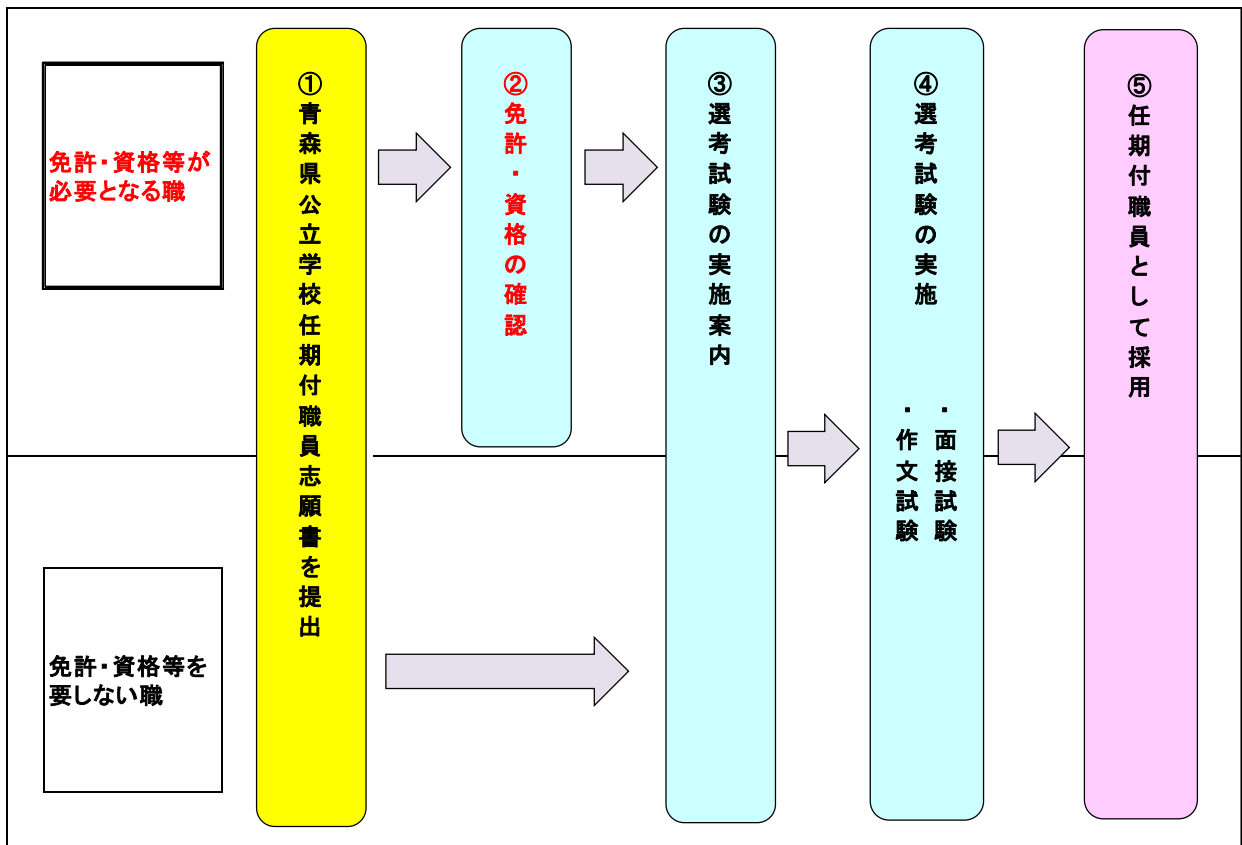 免許・資格等が
必要となる職
①青森県公立学校任期付職員志願書を提出
②免許・資格の確認
③選考試験の実施案内
④選考試験の実施
・面接試験
・作文試験
⑤任期付職員として採用
免許・資格等を
要しない職